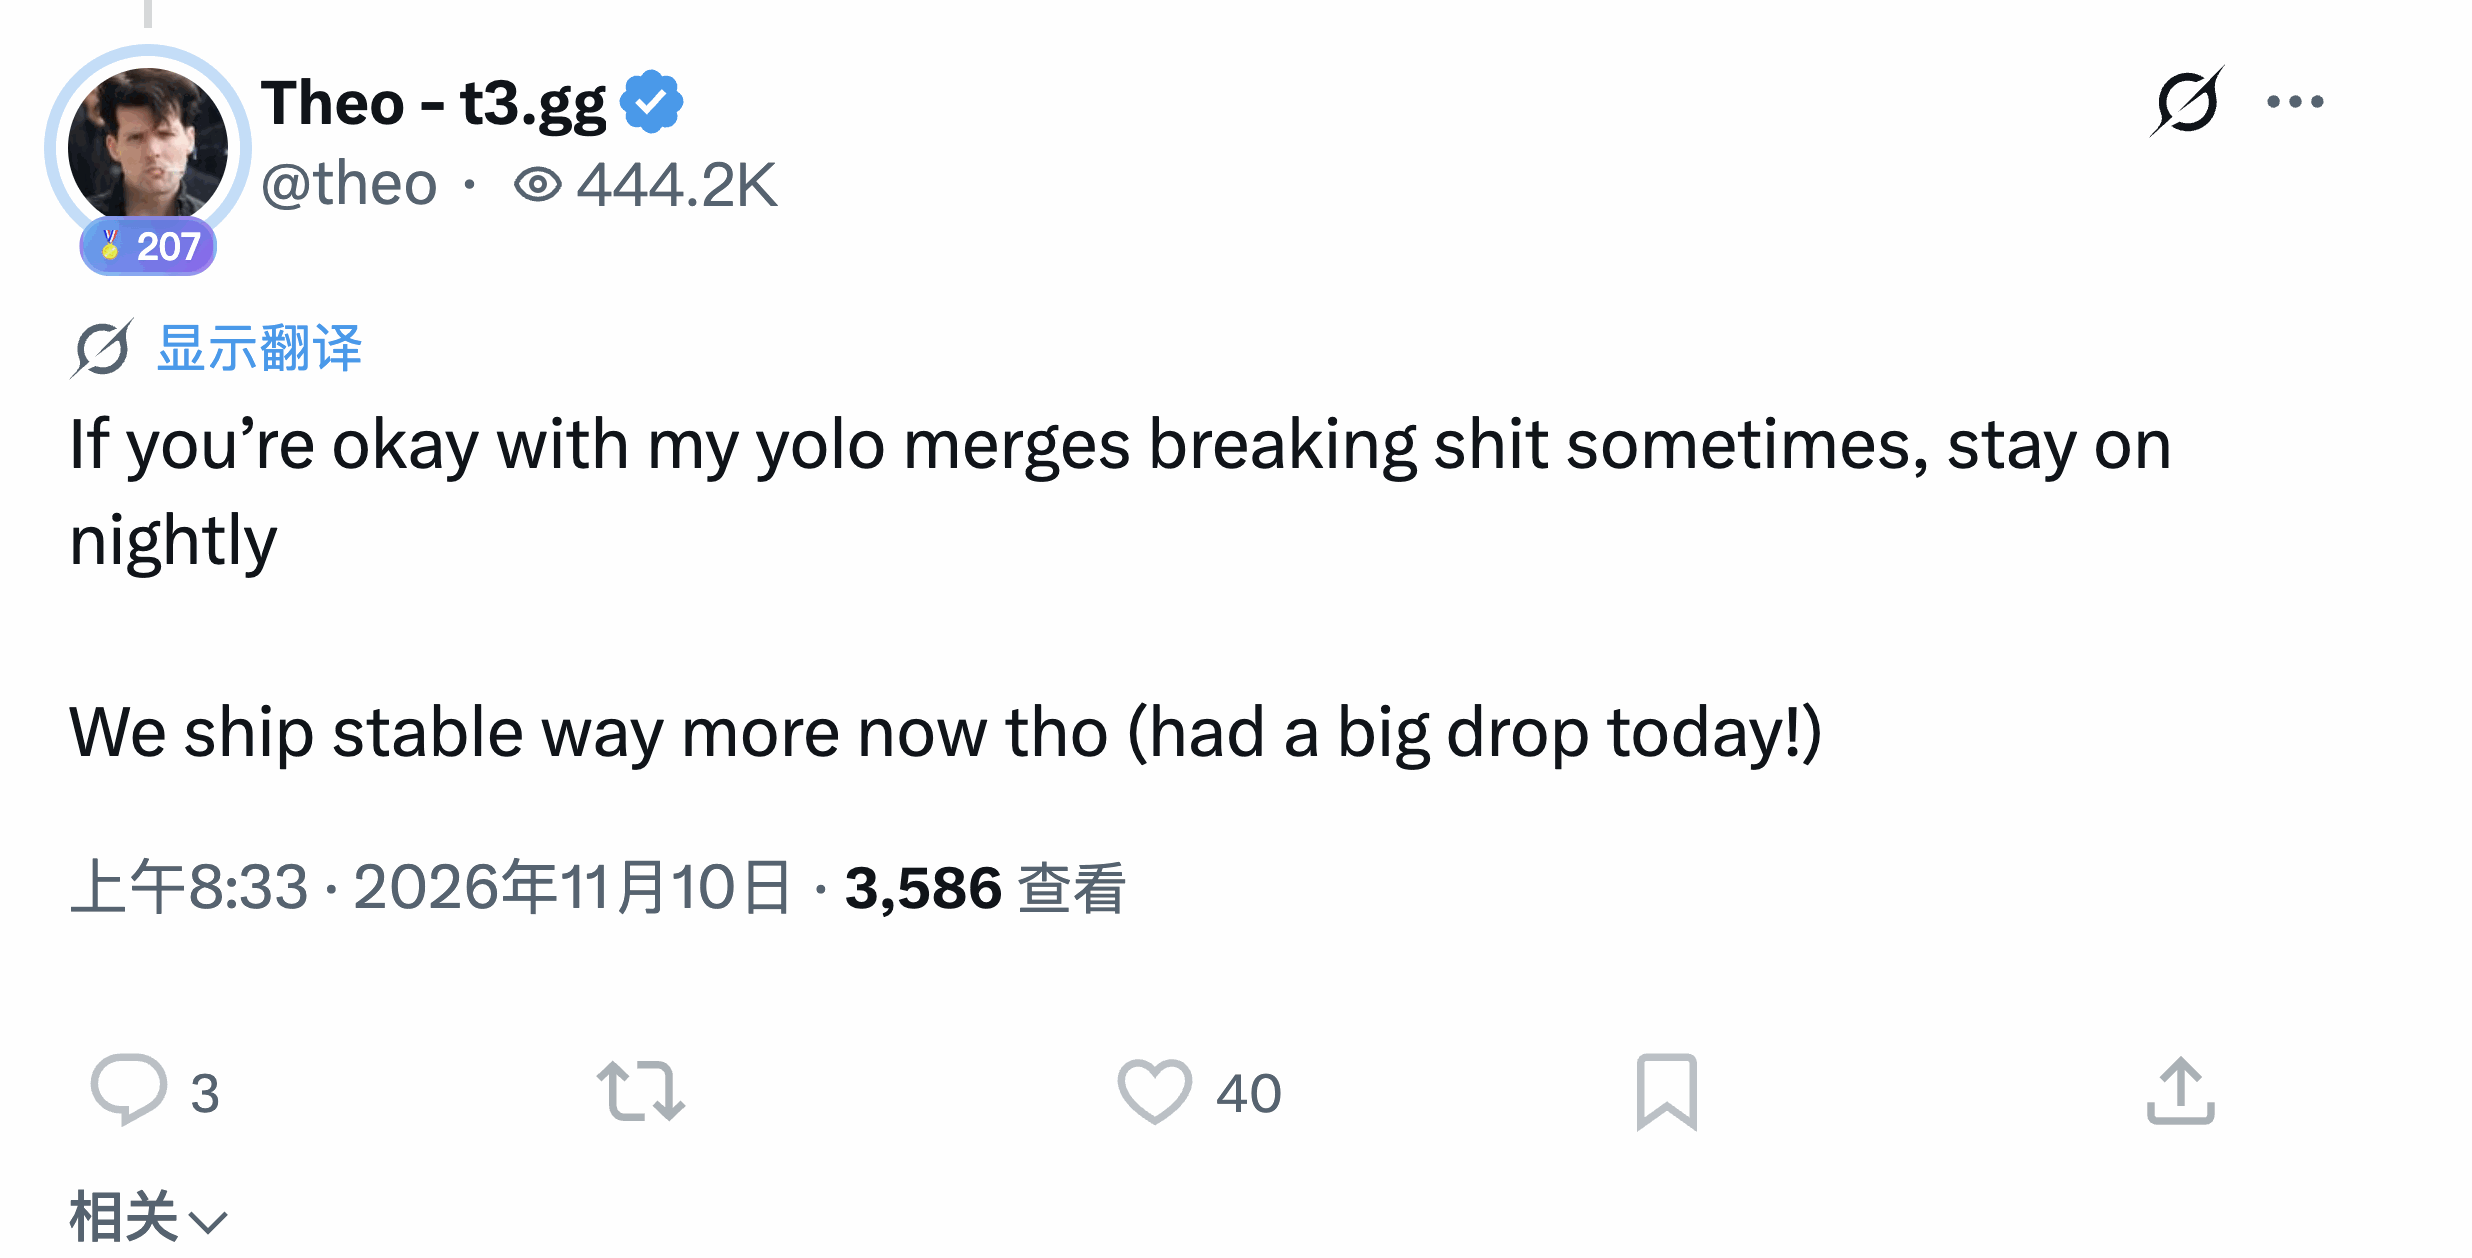 Theo - t3.gg
@theo · 444.2K
207
显示翻译
If you’re okay with my yolo merges breaking shit sometimes, stay on
nightly
We ship stable way more now tho (had a big drop today!)
上午8:33 · 2026年11月10日 · 3,586 查看
3
40
相关